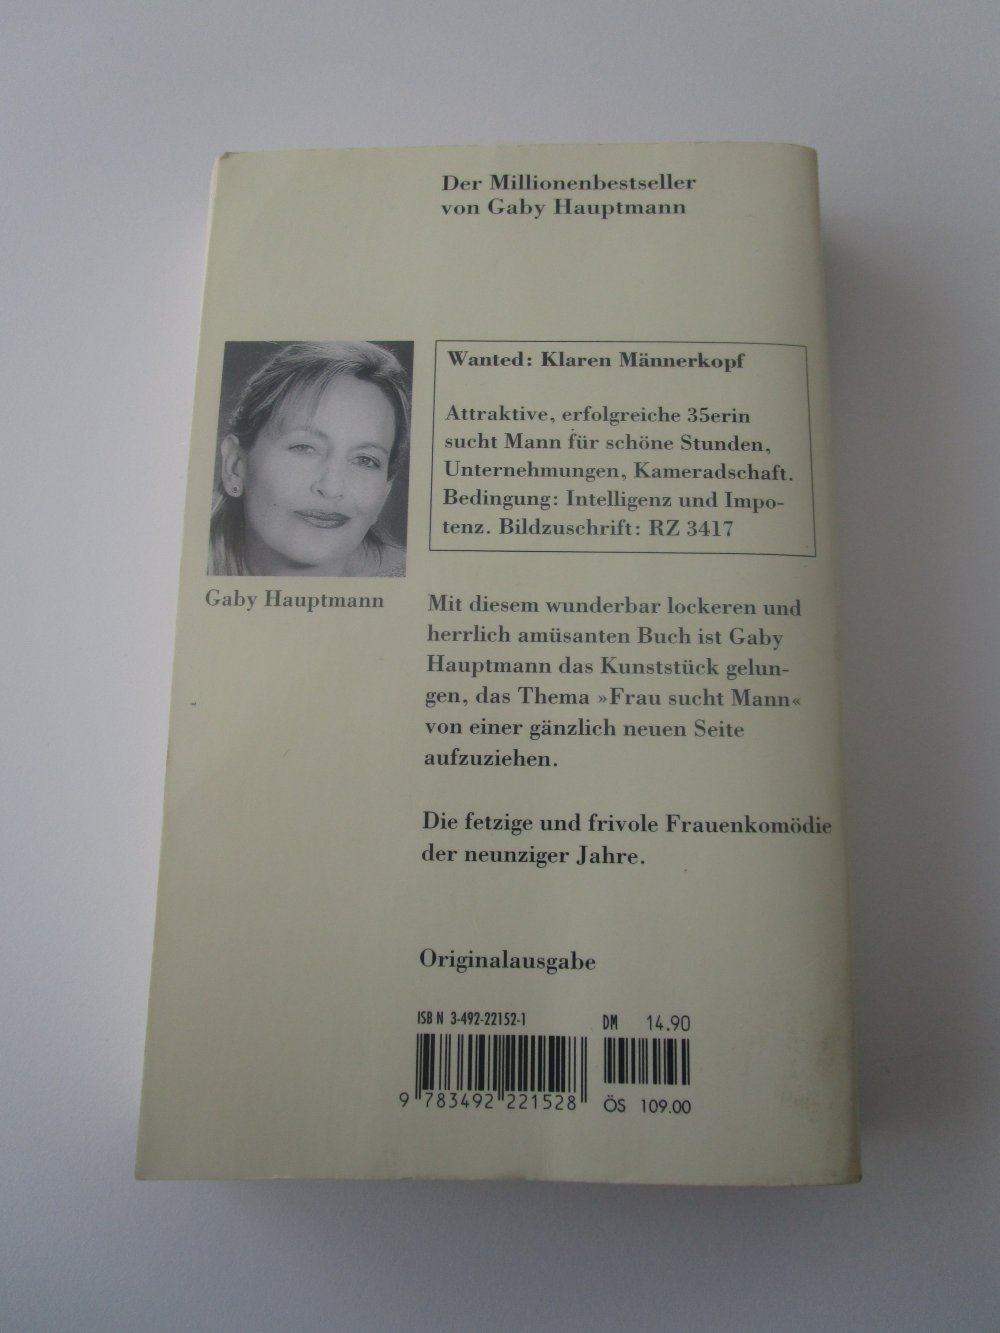 Der Millionenbestseller
von Gaby Hauptmann
Wanted: Klaren Männerkopf
Attraktive, erfolgreiche 35erin
sucht Mann für schöne Stunden,
Unternehmungen, Kameradschaft.
Bedingung: Intelligenz und Impo-
tenz. Bildzuschrift: RZ 3417
Gaby Hauptmann
Mit diesem wunderbar lockeren und
herrlich amüsanten Buch ist Gaby
Hauptmann das Kunststück gelun-
gen, das Thema »Frau sucht Mann«
von einer gänzlich neuen Seite
aufzuziehen.
Die fetzige und frivole Frauenkomödie
der neunziger Jahre.
Originalausgabe
ISBN 3-492-22152-1
DM 14.90
9 783492 221528
ÖS 109.00